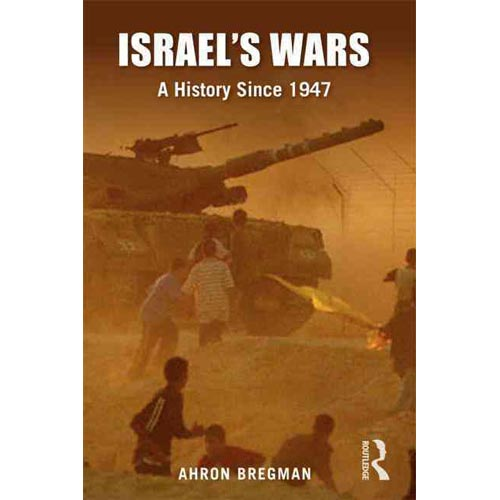 ISRAEL'S WARS
A History Since 1947
AHRON BREGMAN
ROUTLEDGE